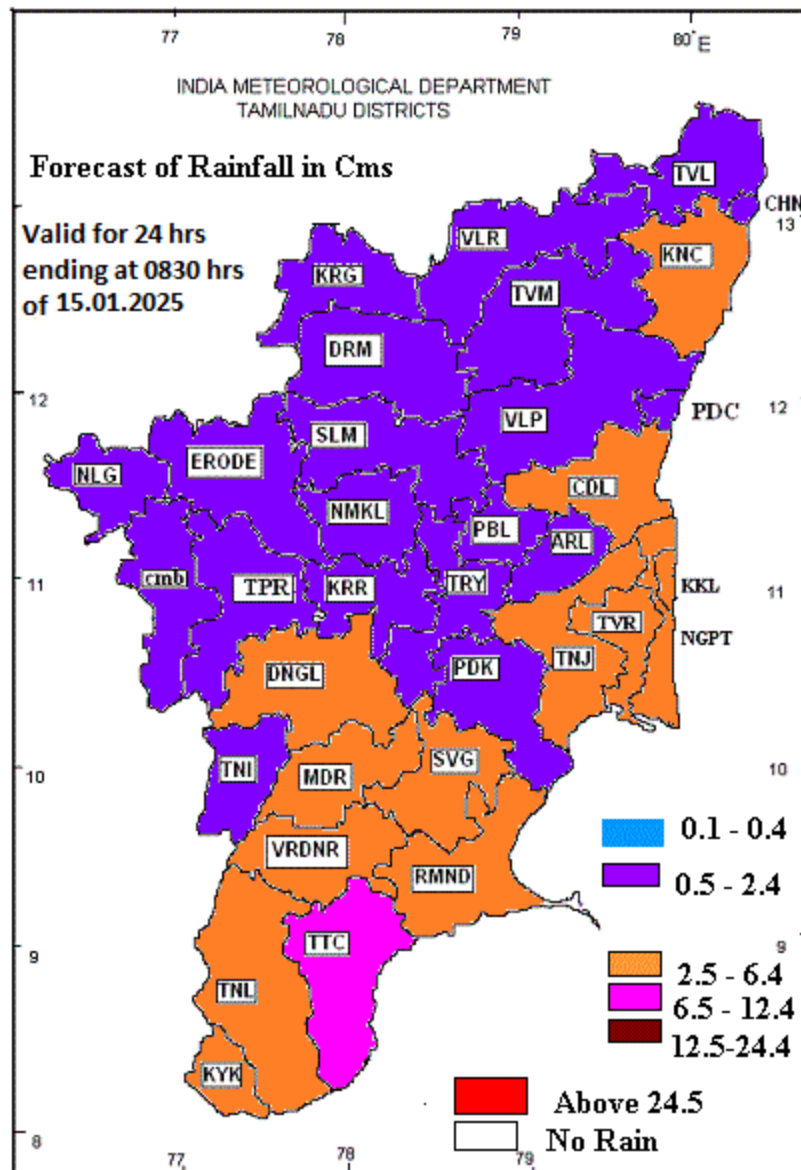 77 78 79 80°E
INDIA METEOROLOGICAL DEPARTMENT
TAMILNADU DISTRICTS
Forecast of Rainfall in Cms
Valid for 24 hrs
ending at 0830 hrs
of 15.01.2025
TVL
CHN
13
VLR
KNC
KRG
TVM
DRM
12
12
PDC
VLP
SLM
ERODE
NLG
CDL
NMKL
PBL
ARL
11
cmb
TPR
KRR
TRY
KKL
11
TVR
NGPT
TNJ
DNGL
PDK
10
TNI
MDR
SVG
10
VRDNR
RMND
0.1 - 0.4
0.5 - 2.4
9
TTC
9
TNL
2.5 - 6.4
6.5 - 12.4
12.5-24.4
KYK
Above 24.5
No Rain
8
77 78 79